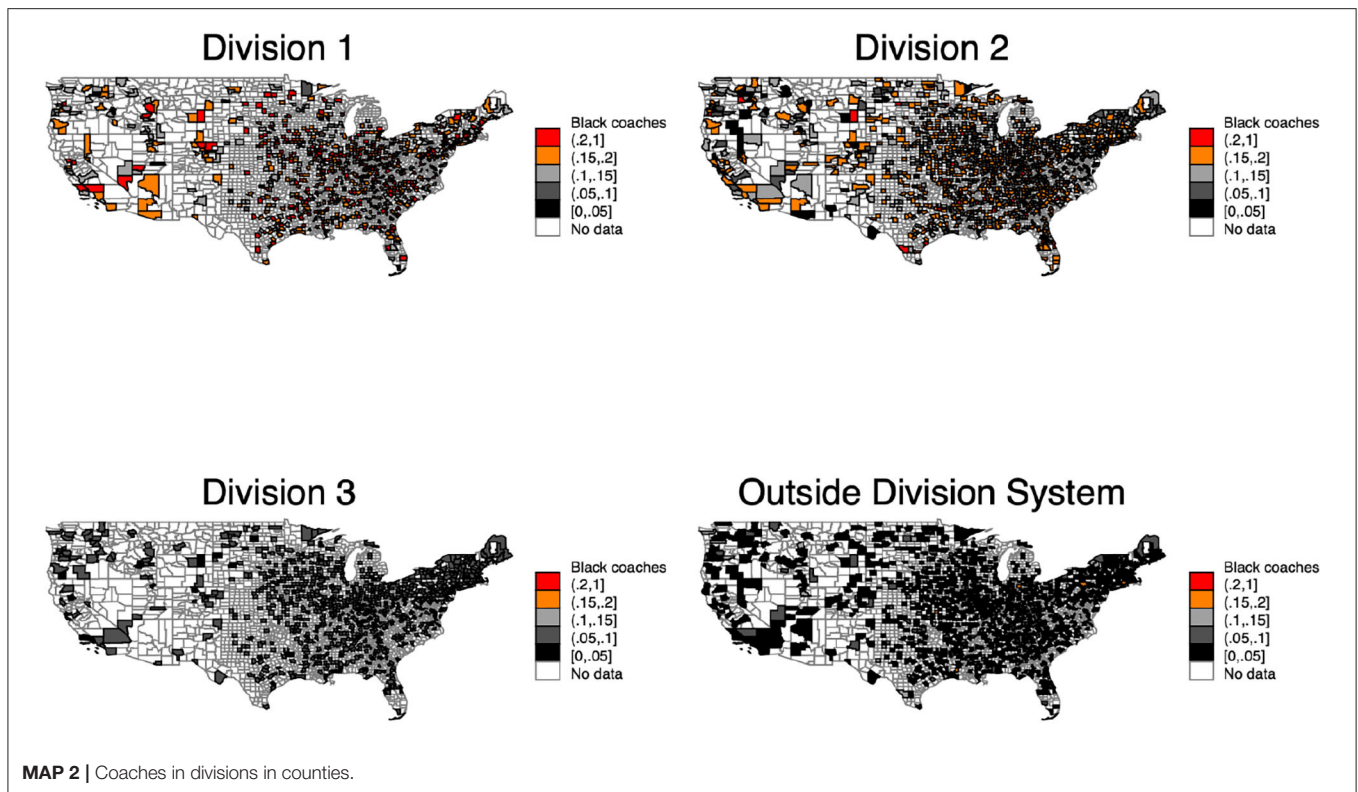 Division 1
Black coaches
(.2,1]
(.15,.2]
(.1,.15]
(.05,.1]
[0,.05]
No data
Division 2
Black coaches
(.2,1]
(.15,.2]
(.1,.15]
(.05,.1]
[0,.05]
No data
Division 3
Black coaches
(.2,1]
(.15,.2]
(.1,.15]
(.05,.1]
[0,.05]
No data
Outside Division System
Black coaches
(.2,1]
(.15,.2]
(.1,.15]
(.05,.1]
[0,.05]
No data
MAP 2 | Coaches in divisions in counties.